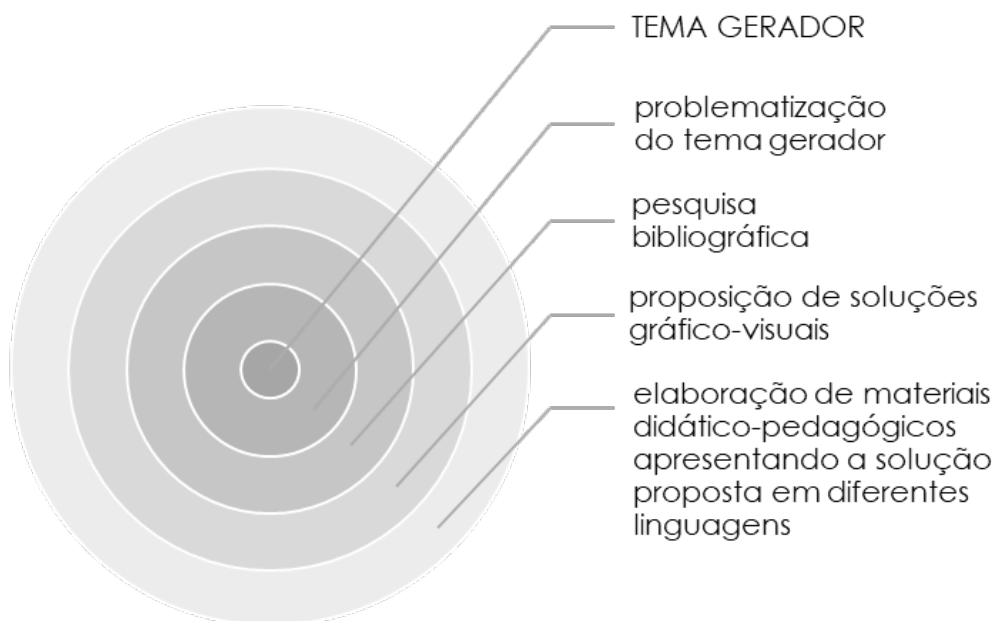 TEMA GERADOR
problematização
do tema gerador
pesquisa
bibliográfica
proposição de soluções
gráfico-visuais
elaboração de materiais
didático-pedagógicos
apresentando a solução
proposta em diferentes
linguagens